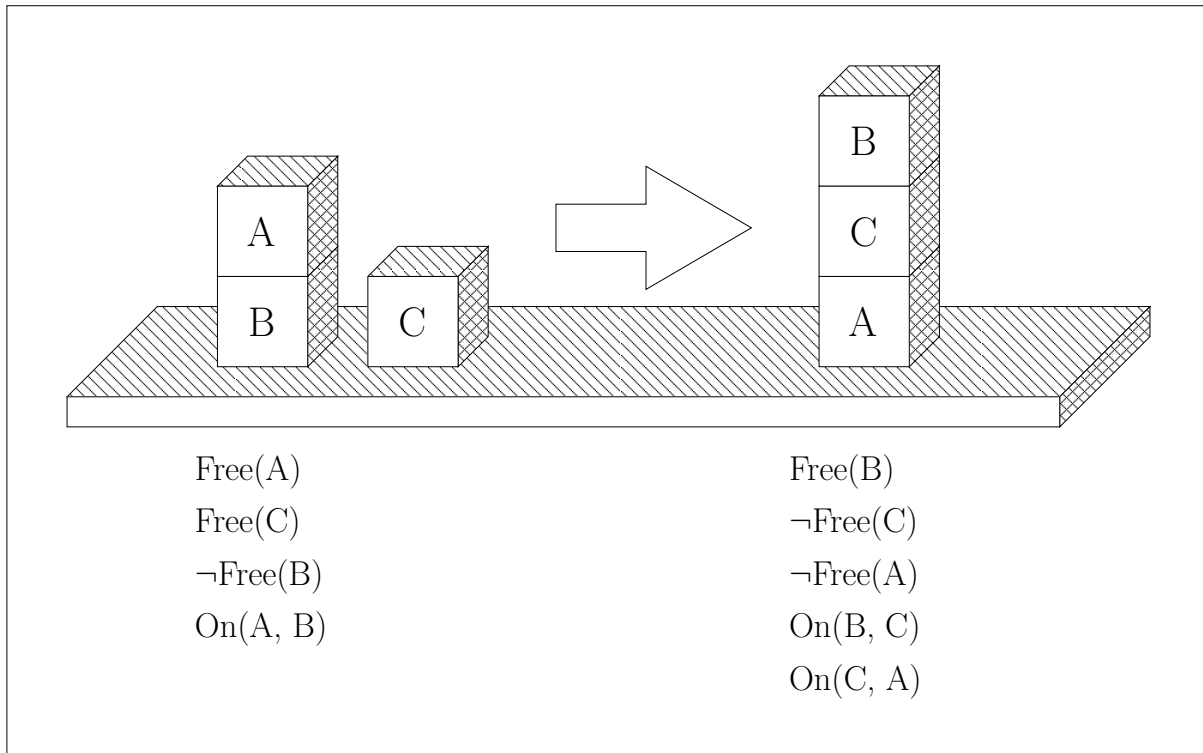 A
B
C
B
C
A
Free(A)
Free(C)
¬Free(B)
On(A, B)
Free(B)
¬Free(C)
¬Free(A)
On(B, C)
On(C, A)